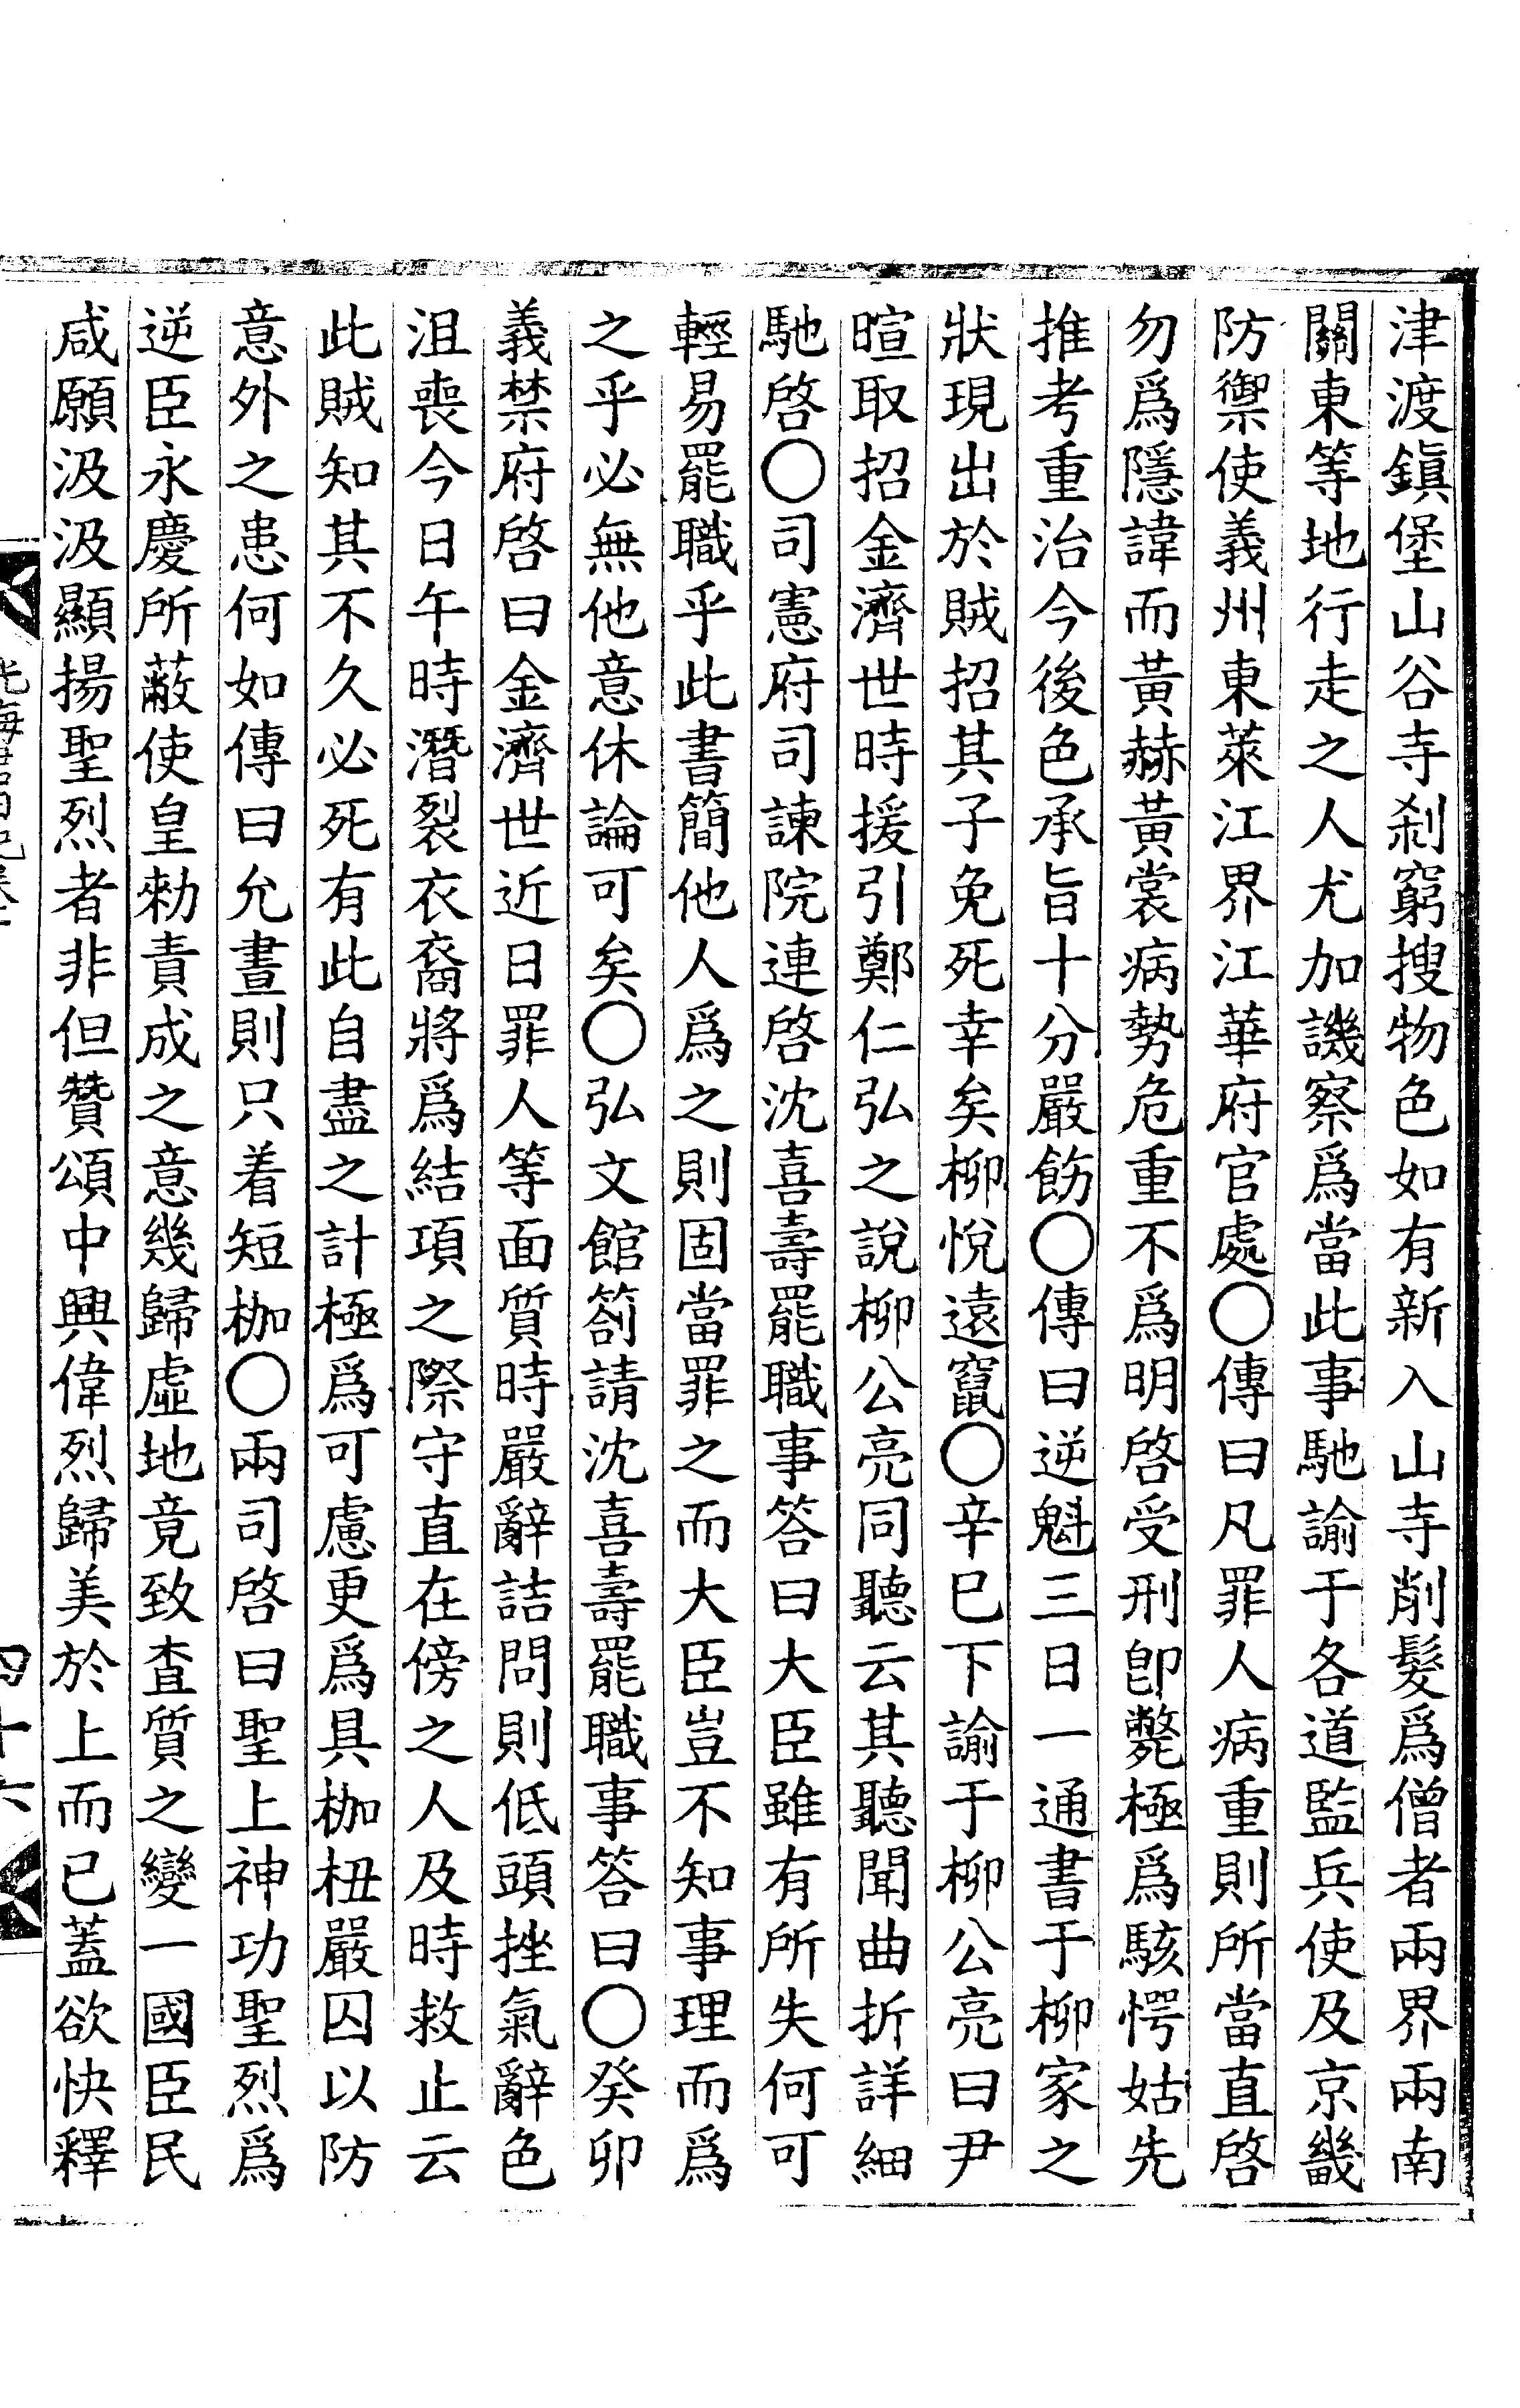 津渡鎭堡山谷寺刹窮搜物色如有新入山寺削髮爲僧者兩界兩南
關東等地行走之人尤加譏察爲當此事馳諭于各道監兵使及京畿
防禦使義州東萊江界江華府官處○傳曰凡罪人病重則所當直啓
勿爲隱諱而黃赫黃裳病勢危重不爲明啓受刑卽斃極爲駭愕姑先
推考重治今後色承旨十分嚴飭○傳曰逆魁三日一通書于柳家之
狀現出於賊招其子免死幸矣柳悅遠竄○辛巳下諭于柳公亮曰尹
暄取招金濟世時援引鄭仁弘之說柳公亮同聽云其聽聞曲折詳細
馳啓○司憲府司諫院連啓沈喜壽罷職事答曰大臣雖有所失何可
輕易罷職乎此書簡他人爲之則固當罪之而大臣豈不知事理而爲
之乎必無他意休論可矣○弘文館箚請沈喜壽罷職事答曰○癸卯
義禁府啓曰金濟世近日罪人等面質時嚴辭詰問則低頭挫氣辭色
沮喪今日午時潛裂衣裔將爲結項之際守直在傍之人及時救止云
此賊知其不久必死有此自盡之計極爲可慮更爲具枷杻嚴囚以防
意外之患何如傳曰允晝則只着短枷○兩司啓曰聖上神功聖烈爲
逆臣永慶所蔽使皇勑責成之意幾歸虛地竟致査質之變一國臣民
咸願汲汲顯揚聖烈者非但贊頌中興偉烈歸美於上而已蓋欲快釋
四十六